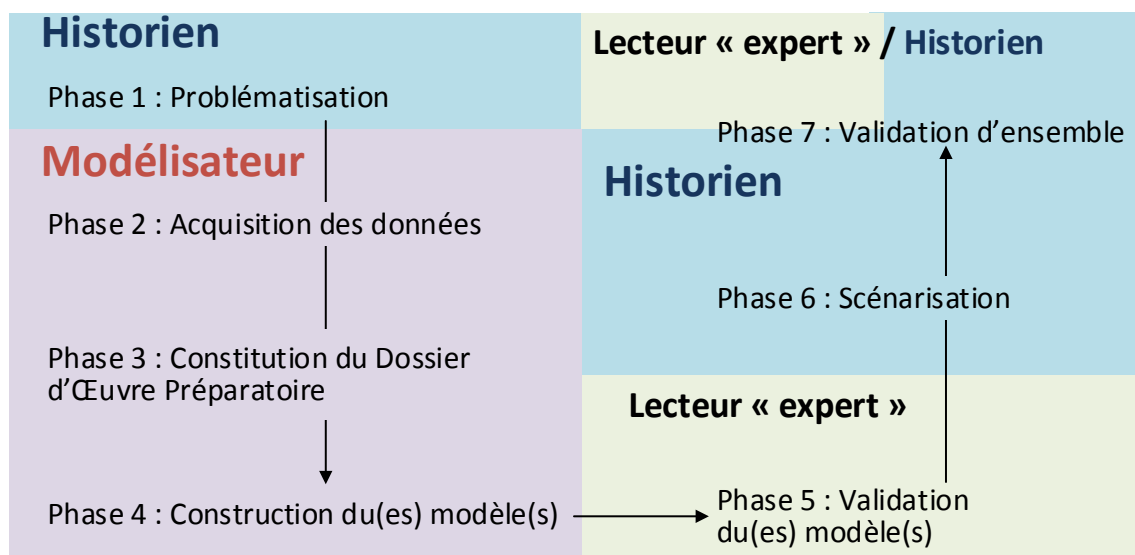 Historien
Phase 1 : Problématisation
Modélisateur
Phase 2 : Acquisition des données
Phase 3 : Constitution du Dossier
d’Œuvre Préparatoire
Phase 4 : Construction du(es) modèle(s)
Lecteur « expert » / Historien
Phase 7 : Validation d’ensemble
Historien
Phase 6 : Scénarisation
Lecteur « expert »
Phase 5 : Validation
du(es) modèle(s)